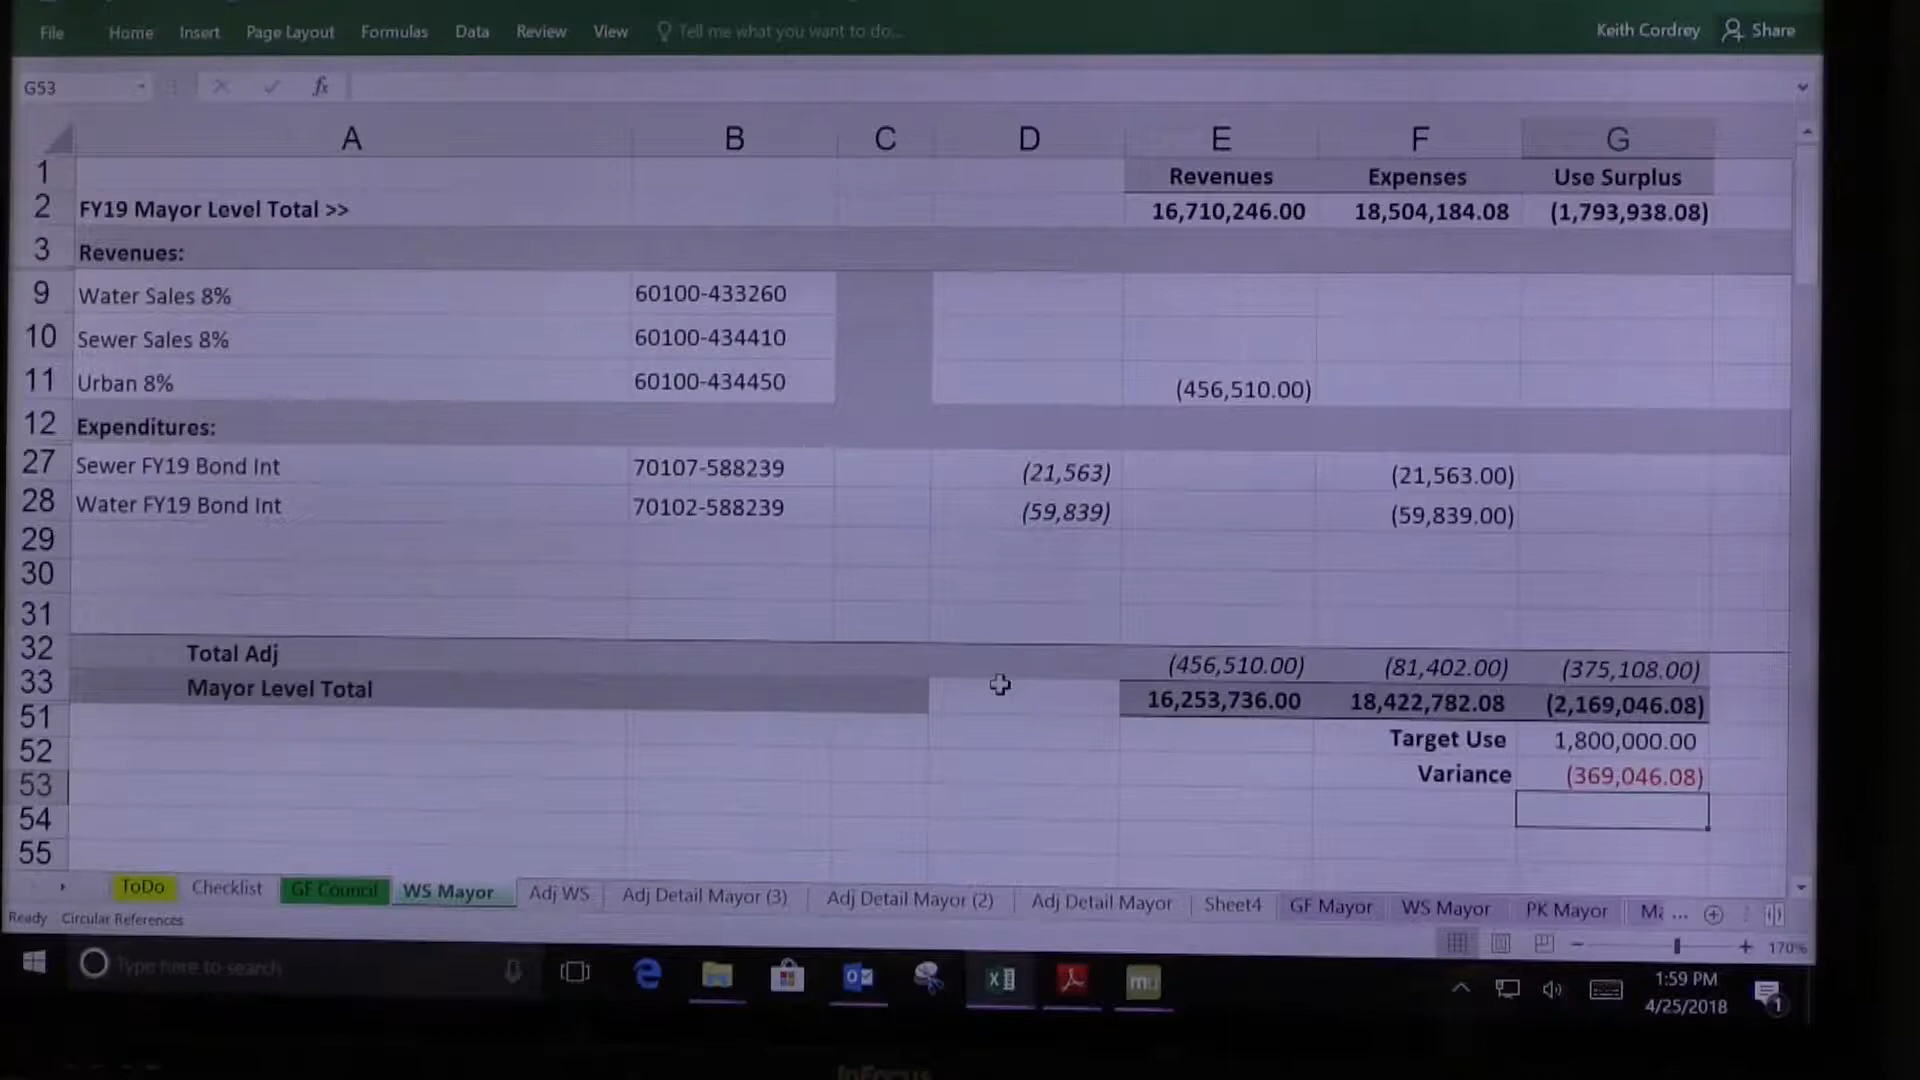 File Home Insert Page Layout Formulas Data Review View Tell me what you want to do... Keith Cordrey Share
G53 fx
A B C D E F G
1 Revenues Expenses Use Surplus
2 FY19 Mayor Level Total >> 16,710,246.00 18,504,184.08 (1,793,938.08)
3 Revenues:
9 Water Sales 8% 60100-433260
10 Sewer Sales 8% 60100-434410
11 Urban 8% 60100-434450 (456,510.00)
12 Expenditures:
27 Sewer FY19 Bond Int 70107-588239 (21,563) (21,563.00)
28 Water FY19 Bond Int 70102-588239 (59,839) (59,839.00)
29
30
31
32 Total Adj (456,510.00) (81,402.00) (375,108.00)
33 Mayor Level Total 16,253,736.00 18,422,782.08 (2,169,046.08)
51 Target Use 1,800,000.00
52 Variance (369,046.08)
53
54
55
ToDo Checklist GF Council WS Mayor Adj WS Adj Detail Mayor (3) Adj Detail Mayor (2) Adj Detail Mayor Sheet4 GF Mayor WS Mayor PK Mayor Ma ...
Ready Circular References 170%
Type here to search mu 1:59 PM
4/25/2018 1
InFocus